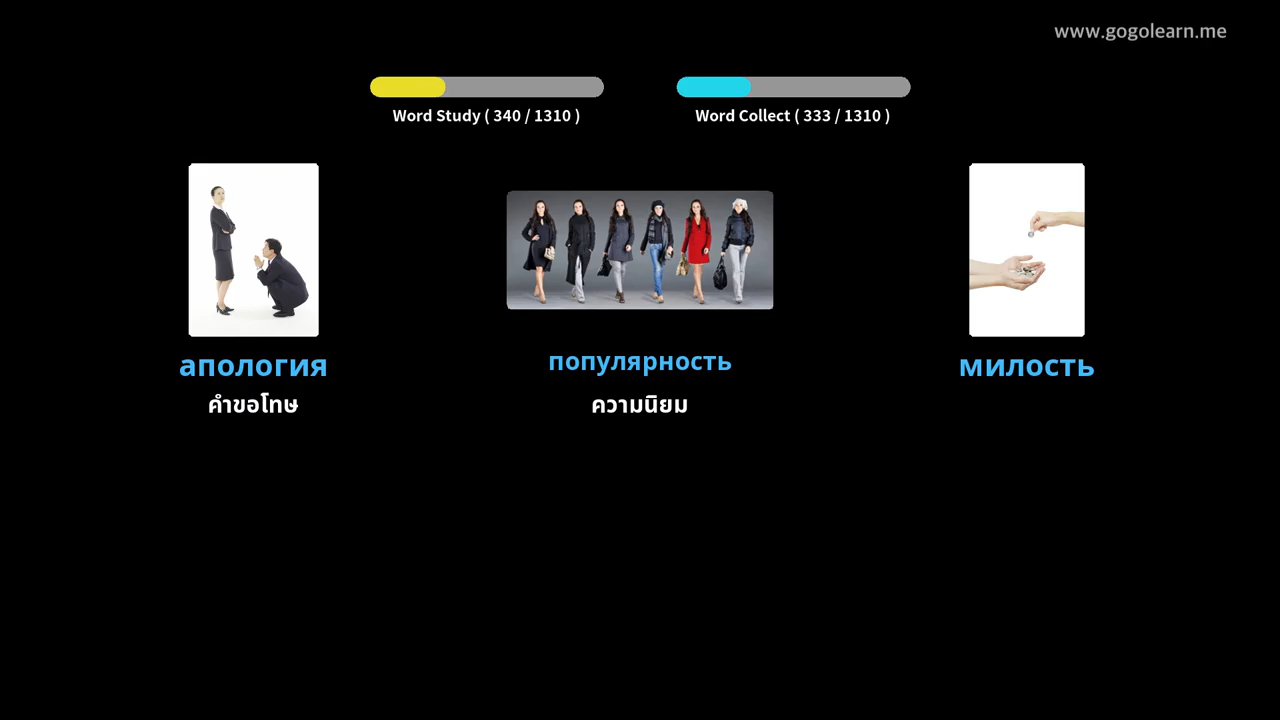 www.gogolearn.me
Word Study ( 340 / 1310 )
Word Collect ( 333 / 1310 )
апология
популярность
милость
คำขอโทษ
ความนิยม